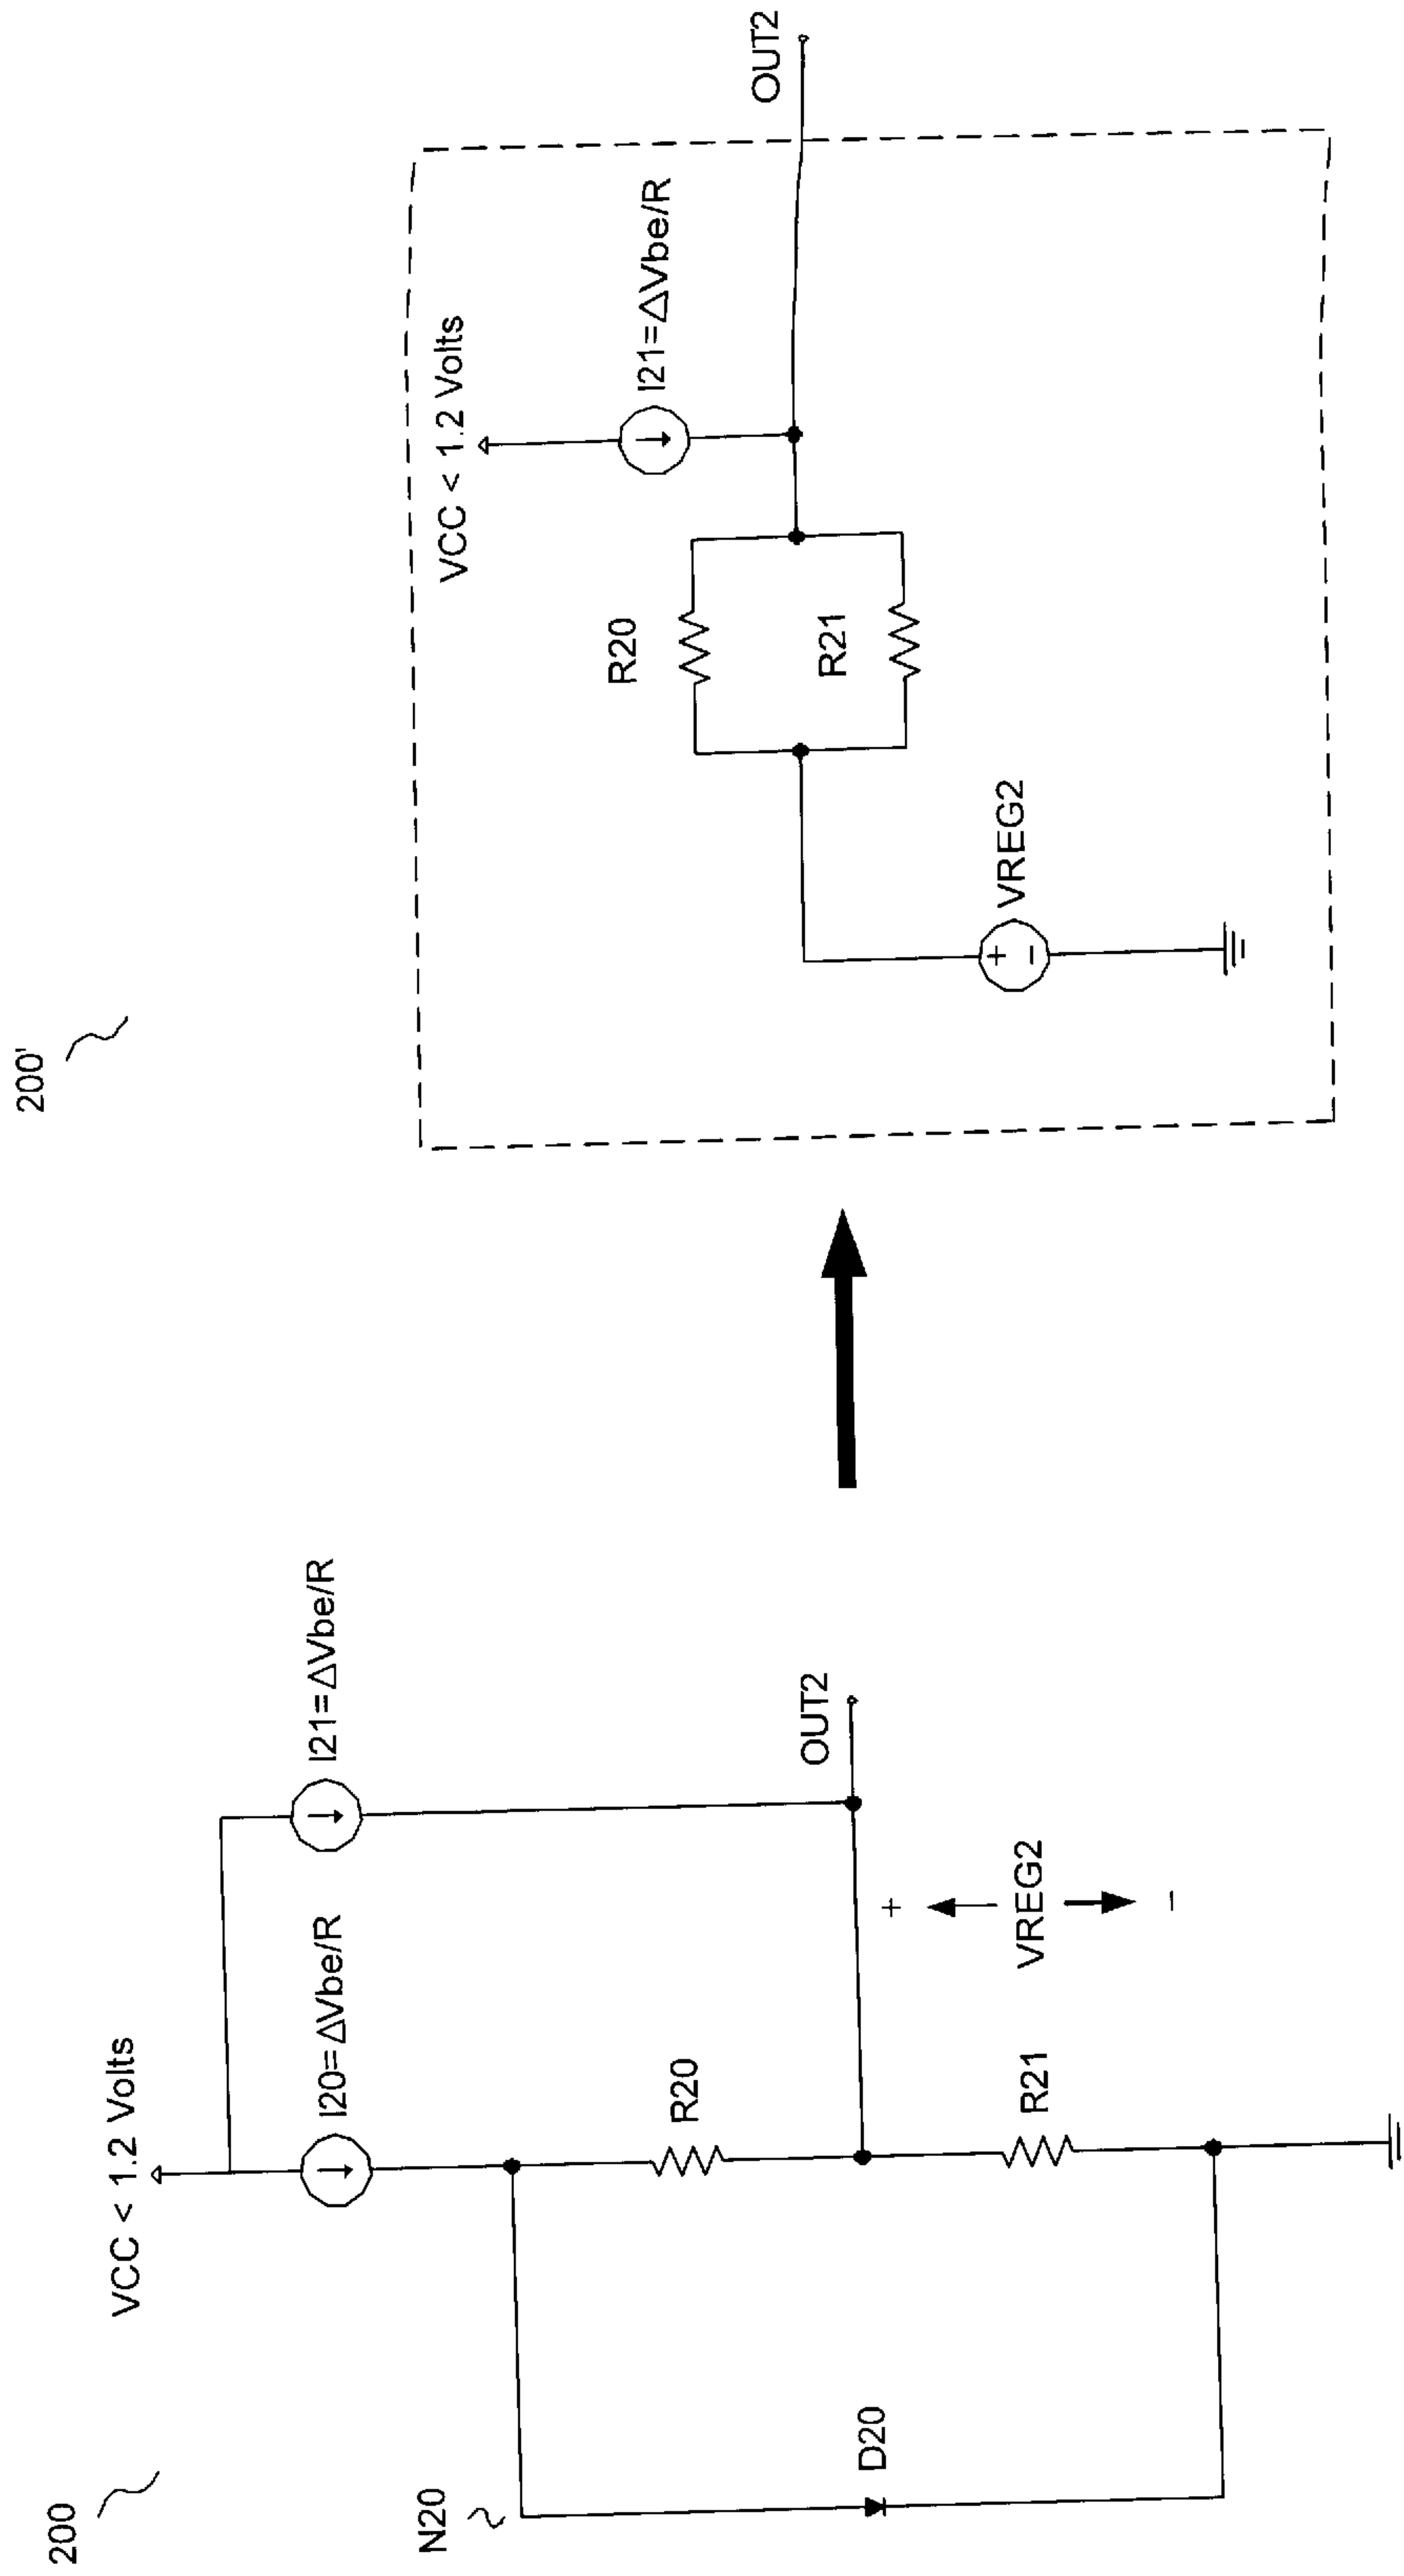 200
VCC < 1.2 Volts
I20=ΔVbe/R
I21=ΔVbe/R
N20
D20
R20
R21
OUT2
+
VREG2
−
200'
VCC < 1.2 Volts
I21=ΔVbe/R
R20
R21
OUT2
+
−
VREG2